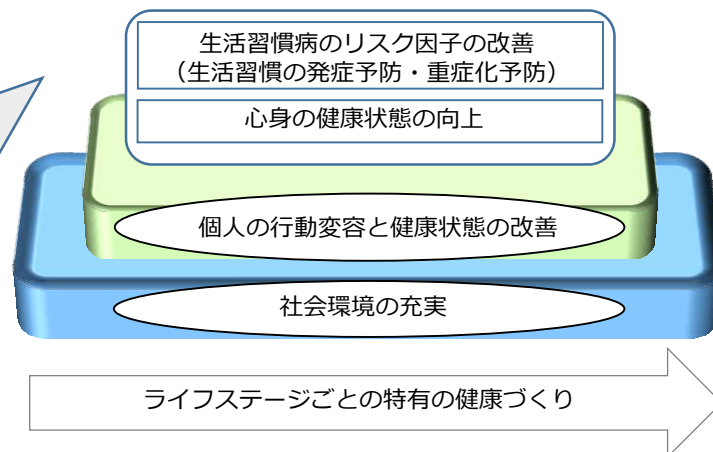 生活習慣病のリスク因子の改善
（生活習慣の発症予防・重症化予防）
心身の健康状態の向上
個人の行動変容と健康状態の改善
社会環境の充実
ライフステージごとの特有の健康づくり